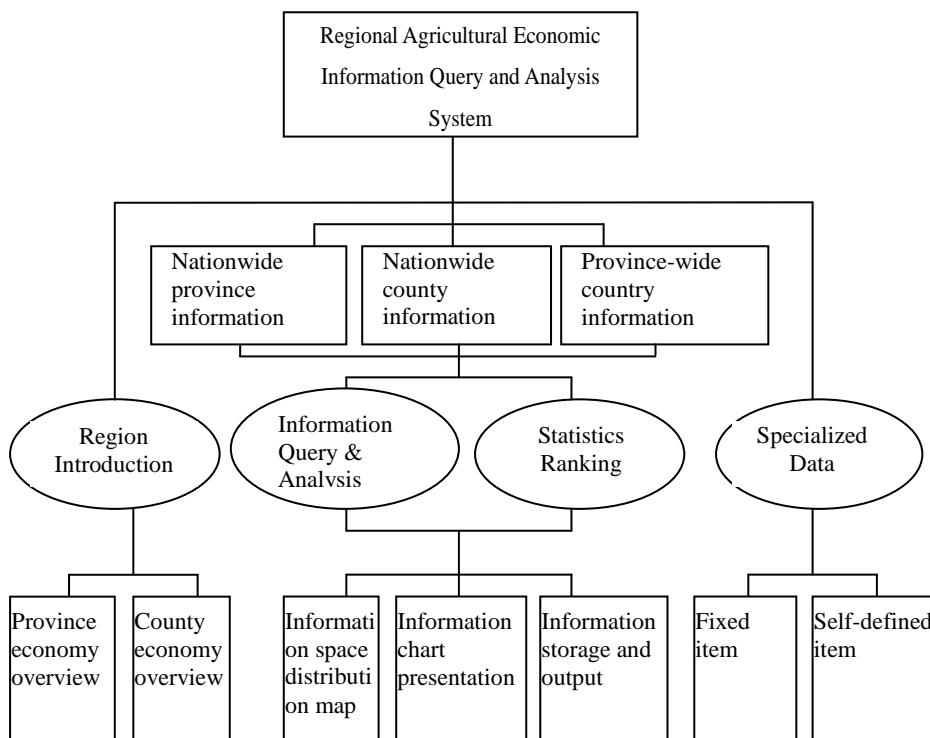 Regional Agricultural Economic
Information Query and Analysis
System
Nationwide
province
information
Nationwide
county
information
Province-wide
country
information
Region
Introduction
Information
Query &
Analvsis
Statistics
Ranking
Specialized
Data
Province
economy
overview
County
economy
overview
Informati
on space
distributi
on map
Information
chart
presentation
Information
storage and
output
Fixed
item
Self-defined
item